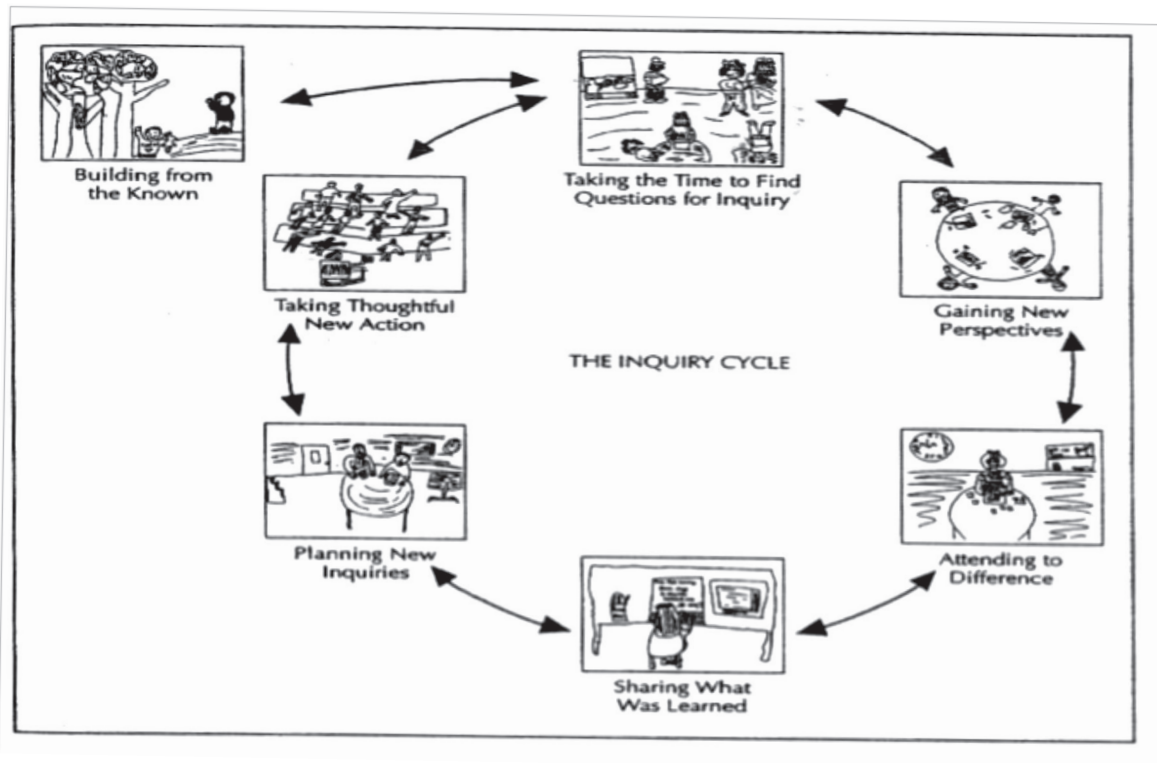 Building from
the Known
Taking the Time to Find
Questions for Inquiry
Taking Thoughtful
New Action
Gaining New
Perspectives
THE INQUIRY CYCLE
Planning New
Inquiries
Attending to
Difference
Sharing What
Was Learned